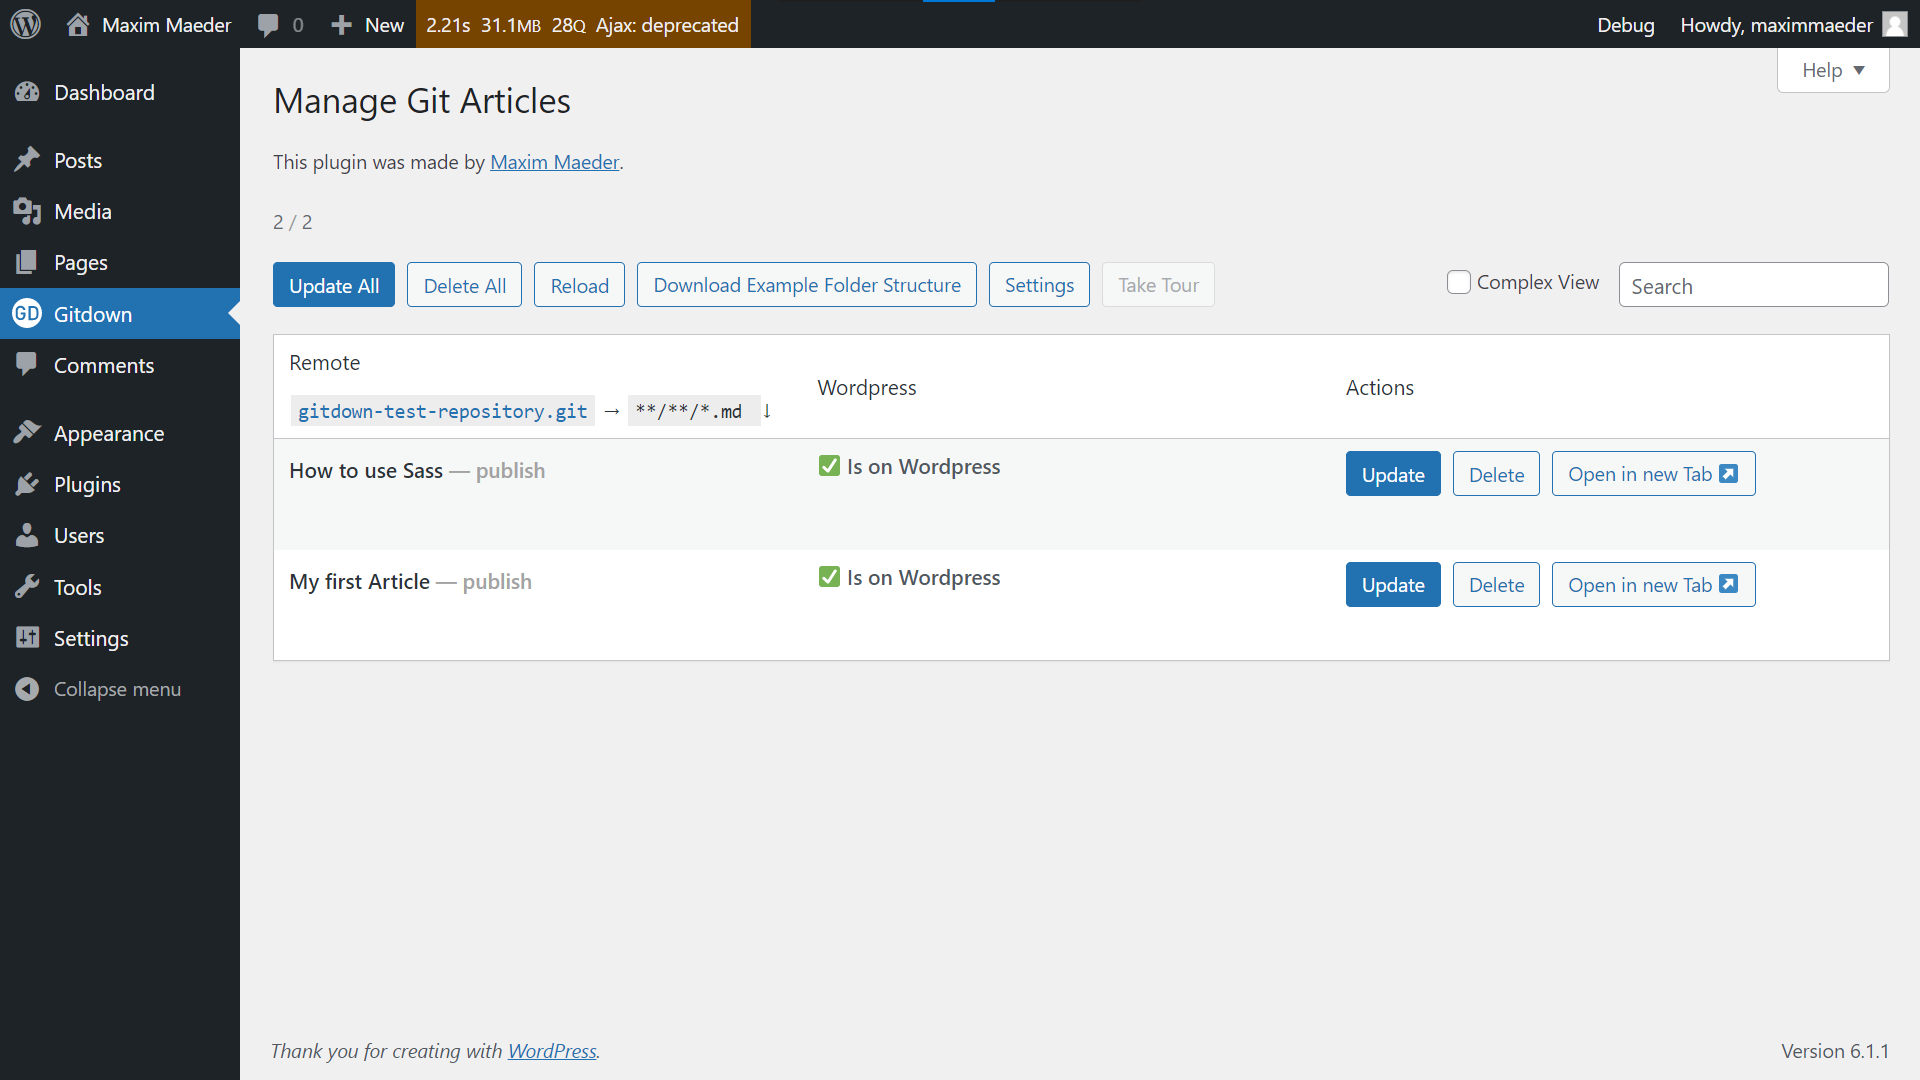 Maxim Maeder 0 New 2.21s 31.1MB 28Q Ajax: deprecated Debug Howdy, maximmaeder
Help
Dashboard
Posts
Media
Pages
GD Gitdown
Comments
Appearance
Plugins
Users
Tools
Settings
Collapse menu
Manage Git Articles
This plugin was made by Maxim Maeder.
2 / 2
Update All Delete All Reload Download Example Folder Structure Settings Take Tour Complex View Search
Remote
gitdown-test-repository.git → **/**/*.md ↓
Wordpress
Actions
How to use Sass — publish ✅ Is on Wordpress Update Delete Open in new Tab
My first Article — publish ✅ Is on Wordpress Update Delete Open in new Tab
Thank you for creating with WordPress. Version 6.1.1